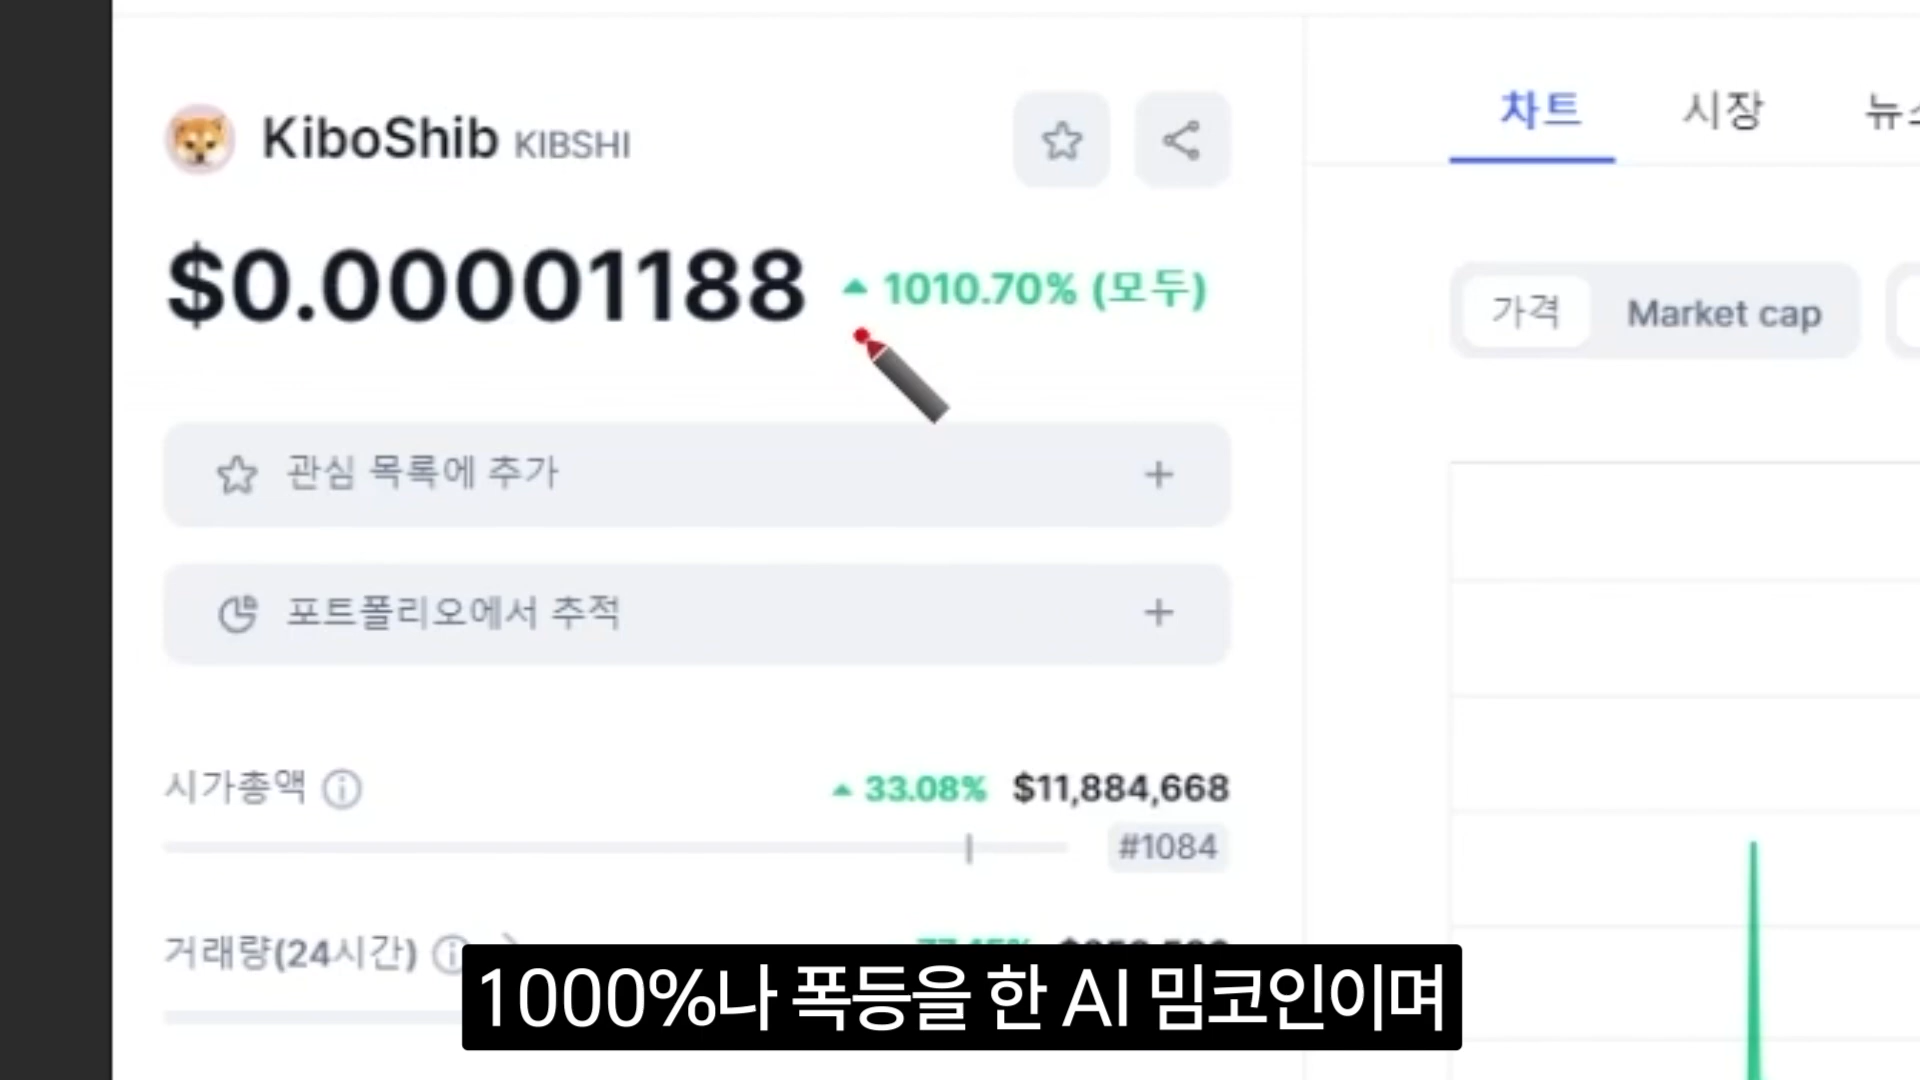 KiboShib KIBSHI
$0.00001188 1010.70% (모두)
관심 목록에 추가
포트폴리오에서 추적
시가총액 33.08% $11,884,668
#1084
거래량(24시간)
차트 시장
가격 Market cap
1000%나 폭등을 한 AI 밈코인이며